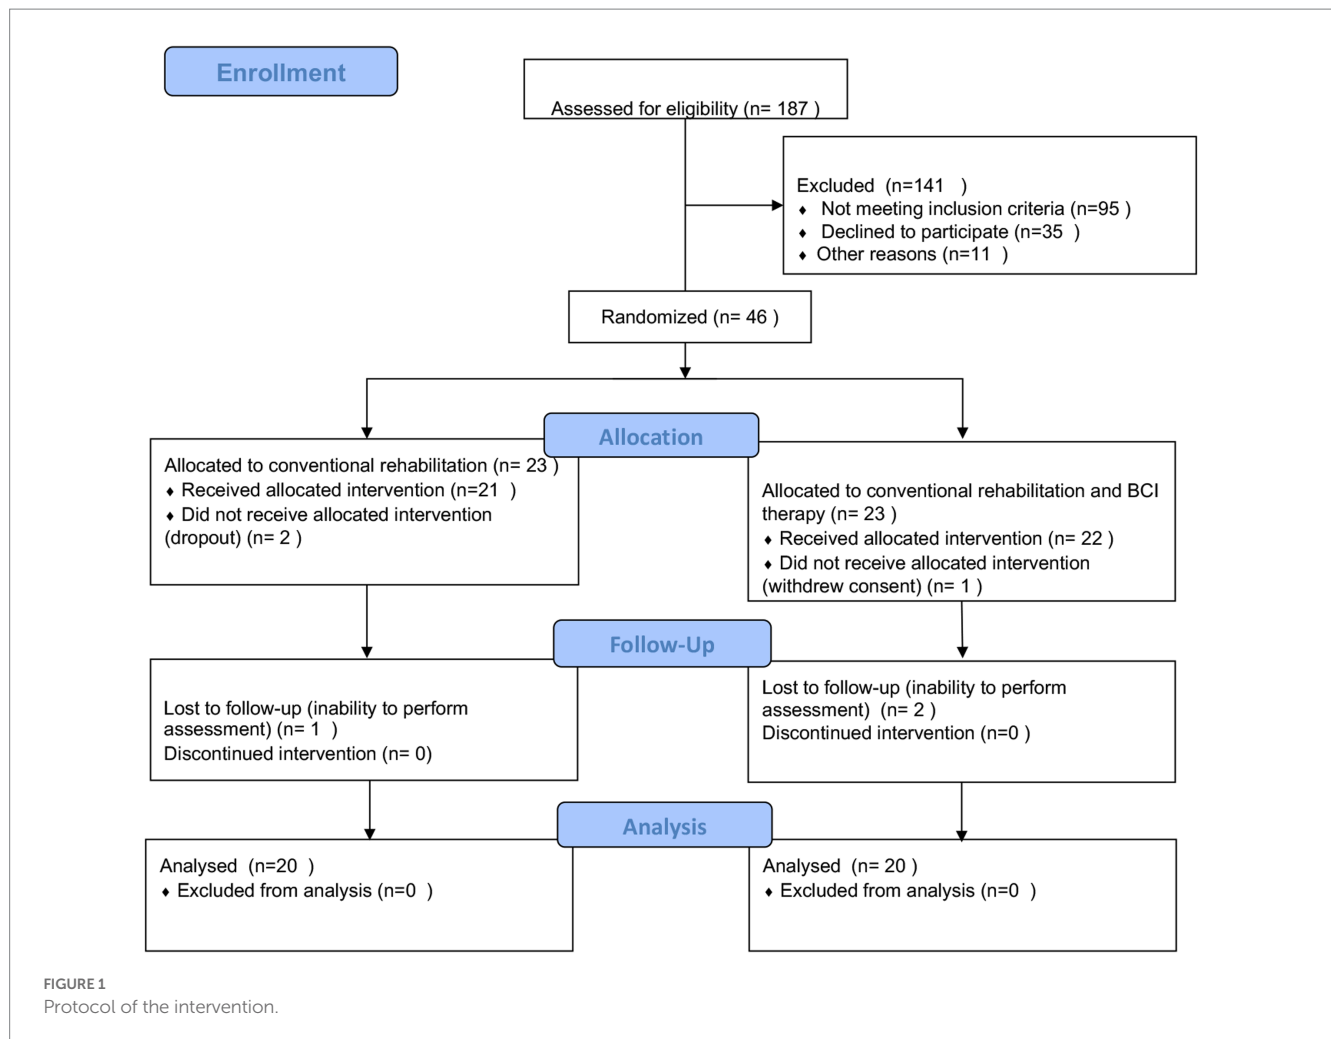 Enrollment
Assessed for eligibility (n= 187 )
Excluded (n=141 )
♦ Not meeting inclusion criteria (n=95 )
♦ Declined to participate (n=35 )
♦ Other reasons (n=11 )
Randomized (n= 46 )
Allocation
Allocated to conventional rehabilitation (n= 23 )
♦ Received allocated intervention (n=21 )
♦ Did not receive allocated intervention
(dropout) (n= 2 )
Allocated to conventional rehabilitation and BCI
therapy (n= 23 )
♦ Received allocated intervention (n= 22 )
♦ Did not receive allocated intervention
(withdrew consent) (n= 1 )
Follow-Up
Lost to follow-up (inability to perform
assessment) (n= 1 )
Discontinued intervention (n= 0)
Lost to follow-up (inability to perform
assessment) (n= 2 )
Discontinued intervention (n=0 )
Analysis
Analysed (n=20 )
♦ Excluded from analysis (n=0 )
Analysed (n= 20 )
♦ Excluded from analysis (n=0 )
FIGURE 1
Protocol of the intervention.